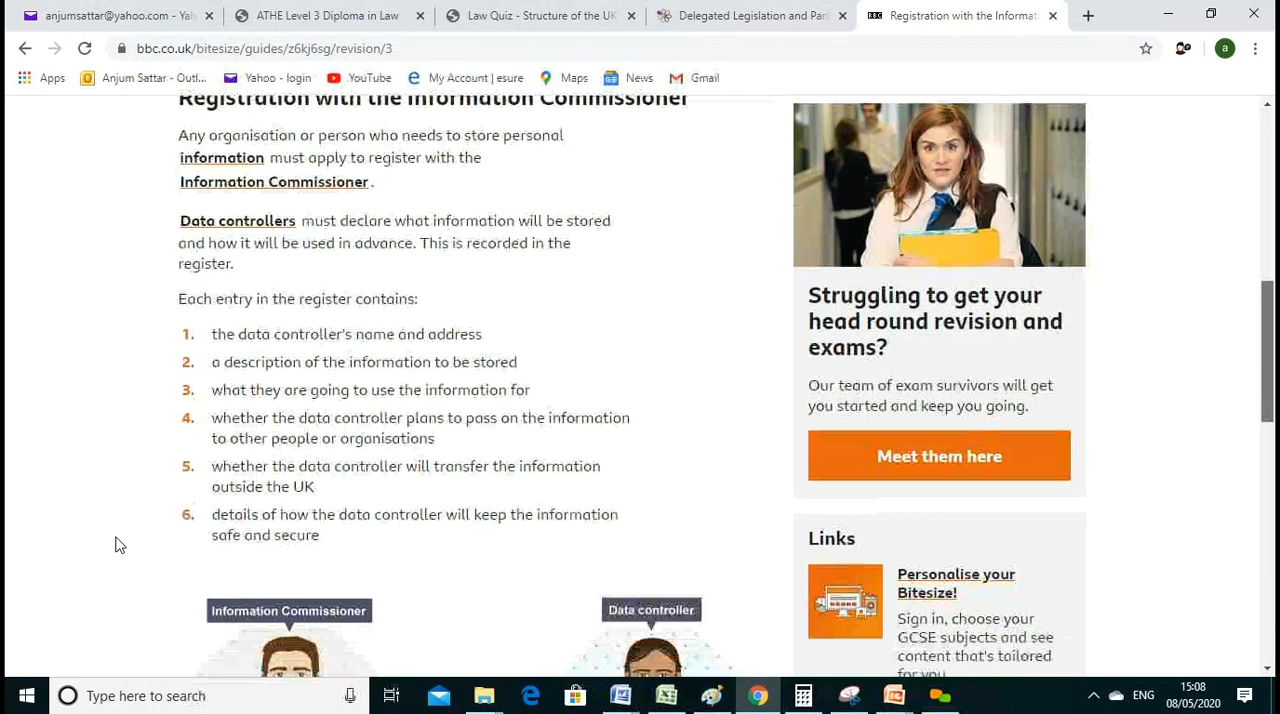 anjumsattar@yahoo.com - Yah
ATHE Level 3 Diploma in Law
Law Quiz - Structure of the UK
Delegated Legislation and Parl
BBC
Registration with the Informat
bbc.co.uk/bitesize/guides/z6kj6sg/revision/3
a
Apps
Anjum Sattar - Outl...
Yahoo - login
YouTube
My Account | esure
Maps
News
Gmail
Registration with the Information Commissioner
Any organisation or person who needs to store personal
information must apply to register with the
Information Commissioner.
Data controllers must declare what information will be stored
and how it will be used in advance. This is recorded in the
register.
Each entry in the register contains:
1. the data controller's name and address
2. a description of the information to be stored
3. what they are going to use the information for
4. whether the data controller plans to pass on the information
to other people or organisations
5. whether the data controller will transfer the information
outside the UK
6. details of how the data controller will keep the information
safe and secure
Information Commissioner
Data controller
Struggling to get your
head round revision and
exams?
Our team of exam survivors will get
you started and keep you going.
Meet them here
Links
Personalise your
Bitesize!
Sign in, choose your
GCSE subjects and see
content that's tailored
for you.
Type here to search
ENG
15:08
08/05/2020